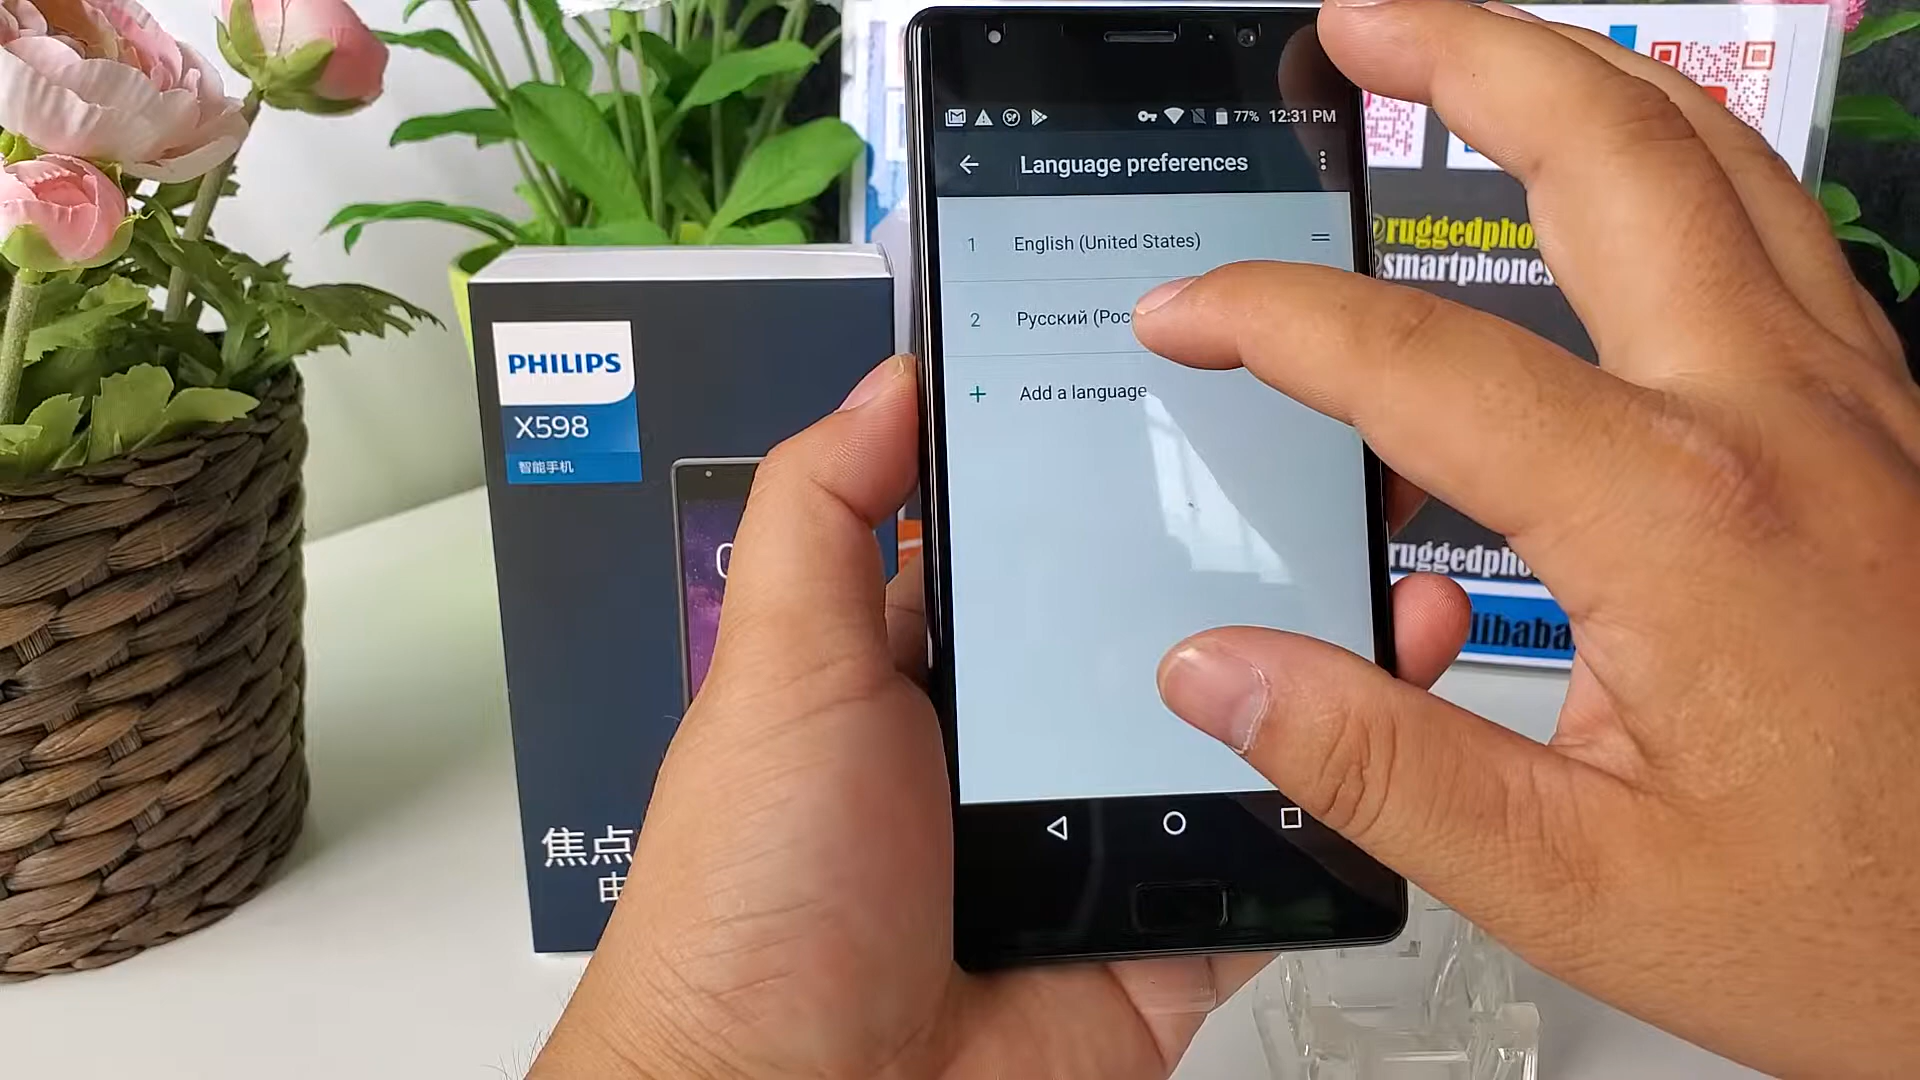 77% 12:31 PM
Language preferences
1 English (United States)
2 Русский (Рос
+ Add a language
PHILIPS
X598
智能手机
焦点
@ruggedpho
@smartphones
ruggedpho
libaba